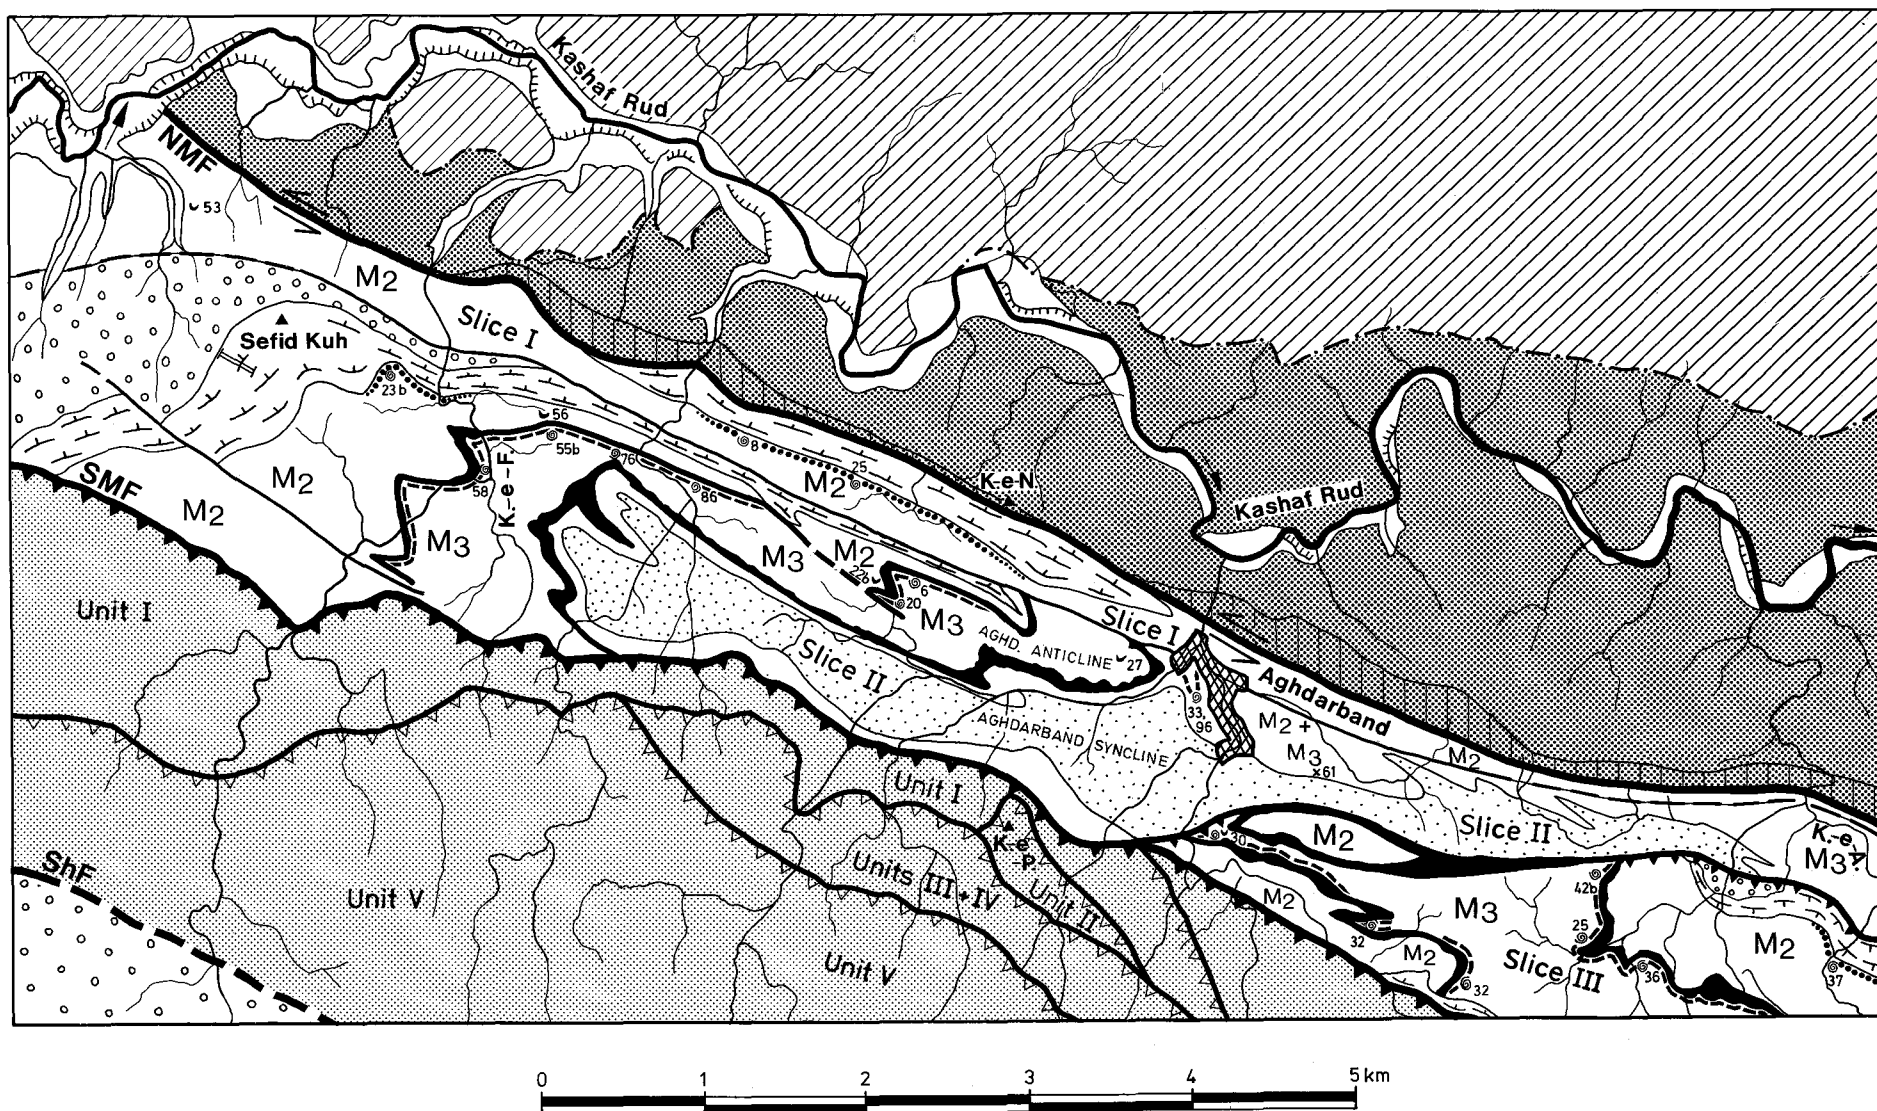 Kashaf Rud
NMF
53
M2
Slice I
Sefid Kuh
23b
56
55b
76
8
25
M2
K-e-N
Kashaf Rud
SMF
M2
M2
58
K.-e-F.
86
M3
M3
M2
22b
6
20
M3
AGHD. ANTICLINE
27
Slice I
Unit I
Slice II
Aghdarband
33,
96
M2 +
M3
61
M2
AGHDARBAND SYNCLINE
Unit I
Slice II
M2
30
K.-e-A.
M3
K.-e
-P.
ShF
Unit V
Units III + IV
Unit II
M2
M3
42b
32
25
M2
M2
Slice III
36
37
32
Unit V
0 1 2 3 4 5 km